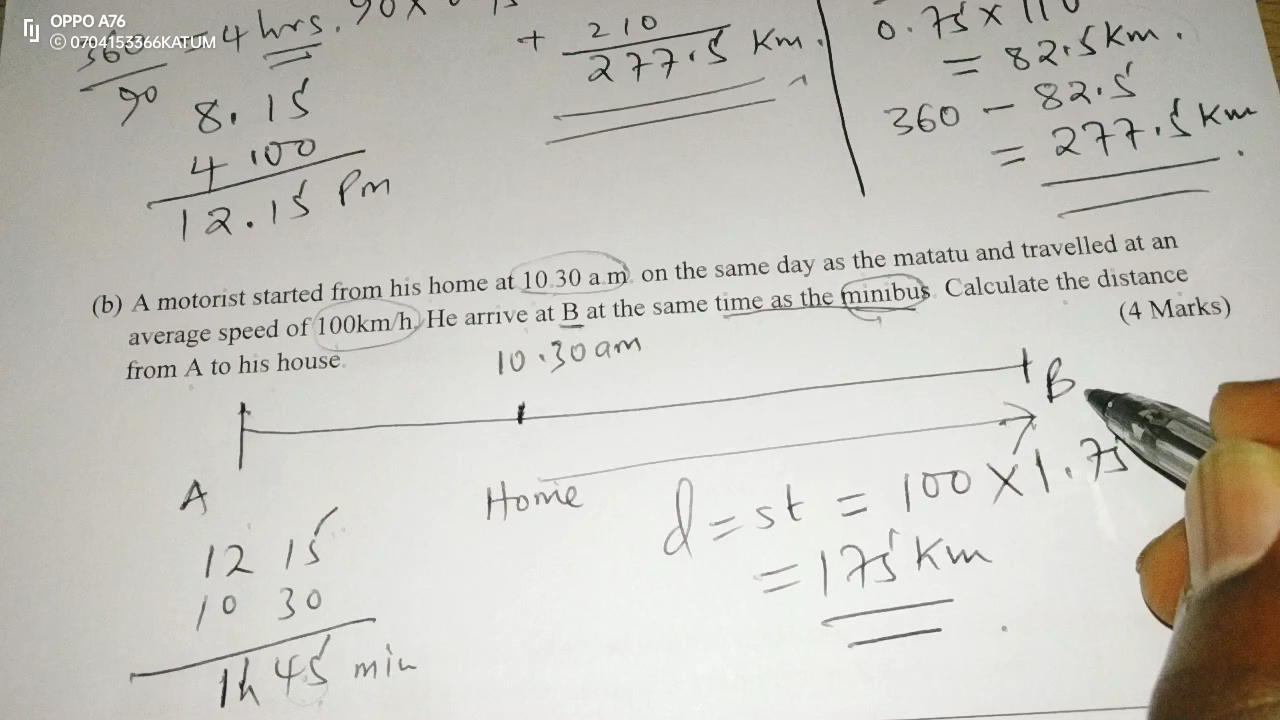 OPPO A76
© 0704153366KATUM
360 = 4 hrs.
90
8.15
4 100
12.15 Pm
90 X
+ 210
277.5 Km.
0.75 X 110
= 82.5 Km.
360 - 82.5
= 277.5 Km
(b) A motorist started from his home at 10 30 a.m. on the same day as the matatu and travelled at an
average speed of 100km/h. He arrive at B at the same time as the minibus. Calculate the distance
from A to his house.
(4 Marks)
10.30 am
A
Home
B
12 15
10 30
1h 45 min
d = st = 100 X 1.75
= 175 Km